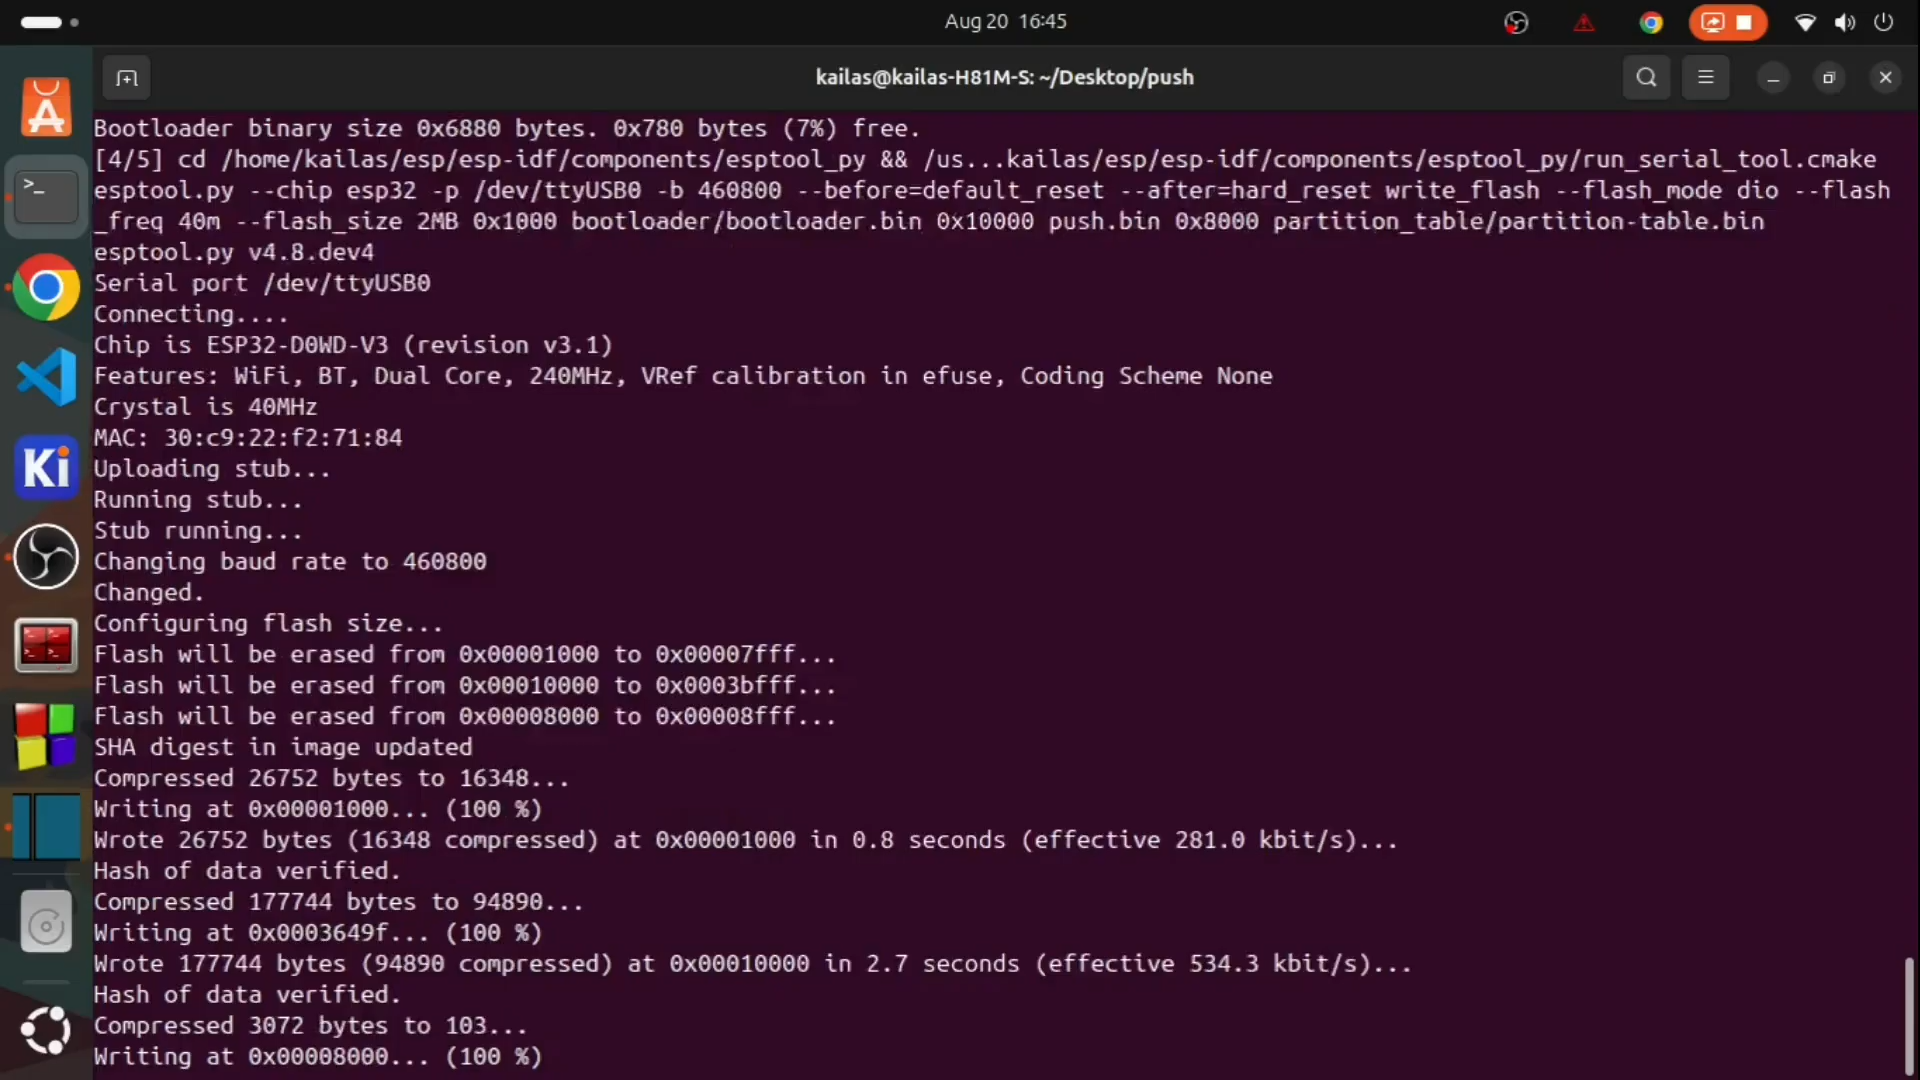 Aug 20 16:45
kailas@kailas-H81M-S: ~/Desktop/push
Bootloader binary size 0x6880 bytes. 0x780 bytes (7%) free.
[4/5] cd /home/kailas/esp/esp-idf/components/esptool_py && /us...kailas/esp/esp-idf/components/esptool_py/run_serial_tool.cmake
esptool.py --chip esp32 -p /dev/ttyUSB0 -b 460800 --before=default_reset --after=hard_reset write_flash --flash_mode dio --flash
_freq 40m --flash_size 2MB 0x1000 bootloader/bootloader.bin 0x10000 push.bin 0x8000 partition_table/partition-table.bin
esptool.py v4.8.dev4
Serial port /dev/ttyUSB0
Connecting....
Chip is ESP32-D0WD-V3 (revision v3.1)
Features: WiFi, BT, Dual Core, 240MHz, VRef calibration in efuse, Coding Scheme None
Crystal is 40MHz
MAC: 30:c9:22:f2:71:84
Uploading stub...
Running stub...
Stub running...
Changing baud rate to 460800
Changed.
Configuring flash size...
Flash will be erased from 0x00001000 to 0x00007fff...
Flash will be erased from 0x00010000 to 0x0003bfff...
Flash will be erased from 0x00008000 to 0x00008fff...
SHA digest in image updated
Compressed 26752 bytes to 16348...
Writing at 0x00001000... (100 %)
Wrote 26752 bytes (16348 compressed) at 0x00001000 in 0.8 seconds (effective 281.0 kbit/s)...
Hash of data verified.
Compressed 177744 bytes to 94890...
Writing at 0x0003649f... (100 %)
Wrote 177744 bytes (94890 compressed) at 0x00010000 in 2.7 seconds (effective 534.3 kbit/s)...
Hash of data verified.
Compressed 3072 bytes to 103...
Writing at 0x00008000... (100 %)
Ki